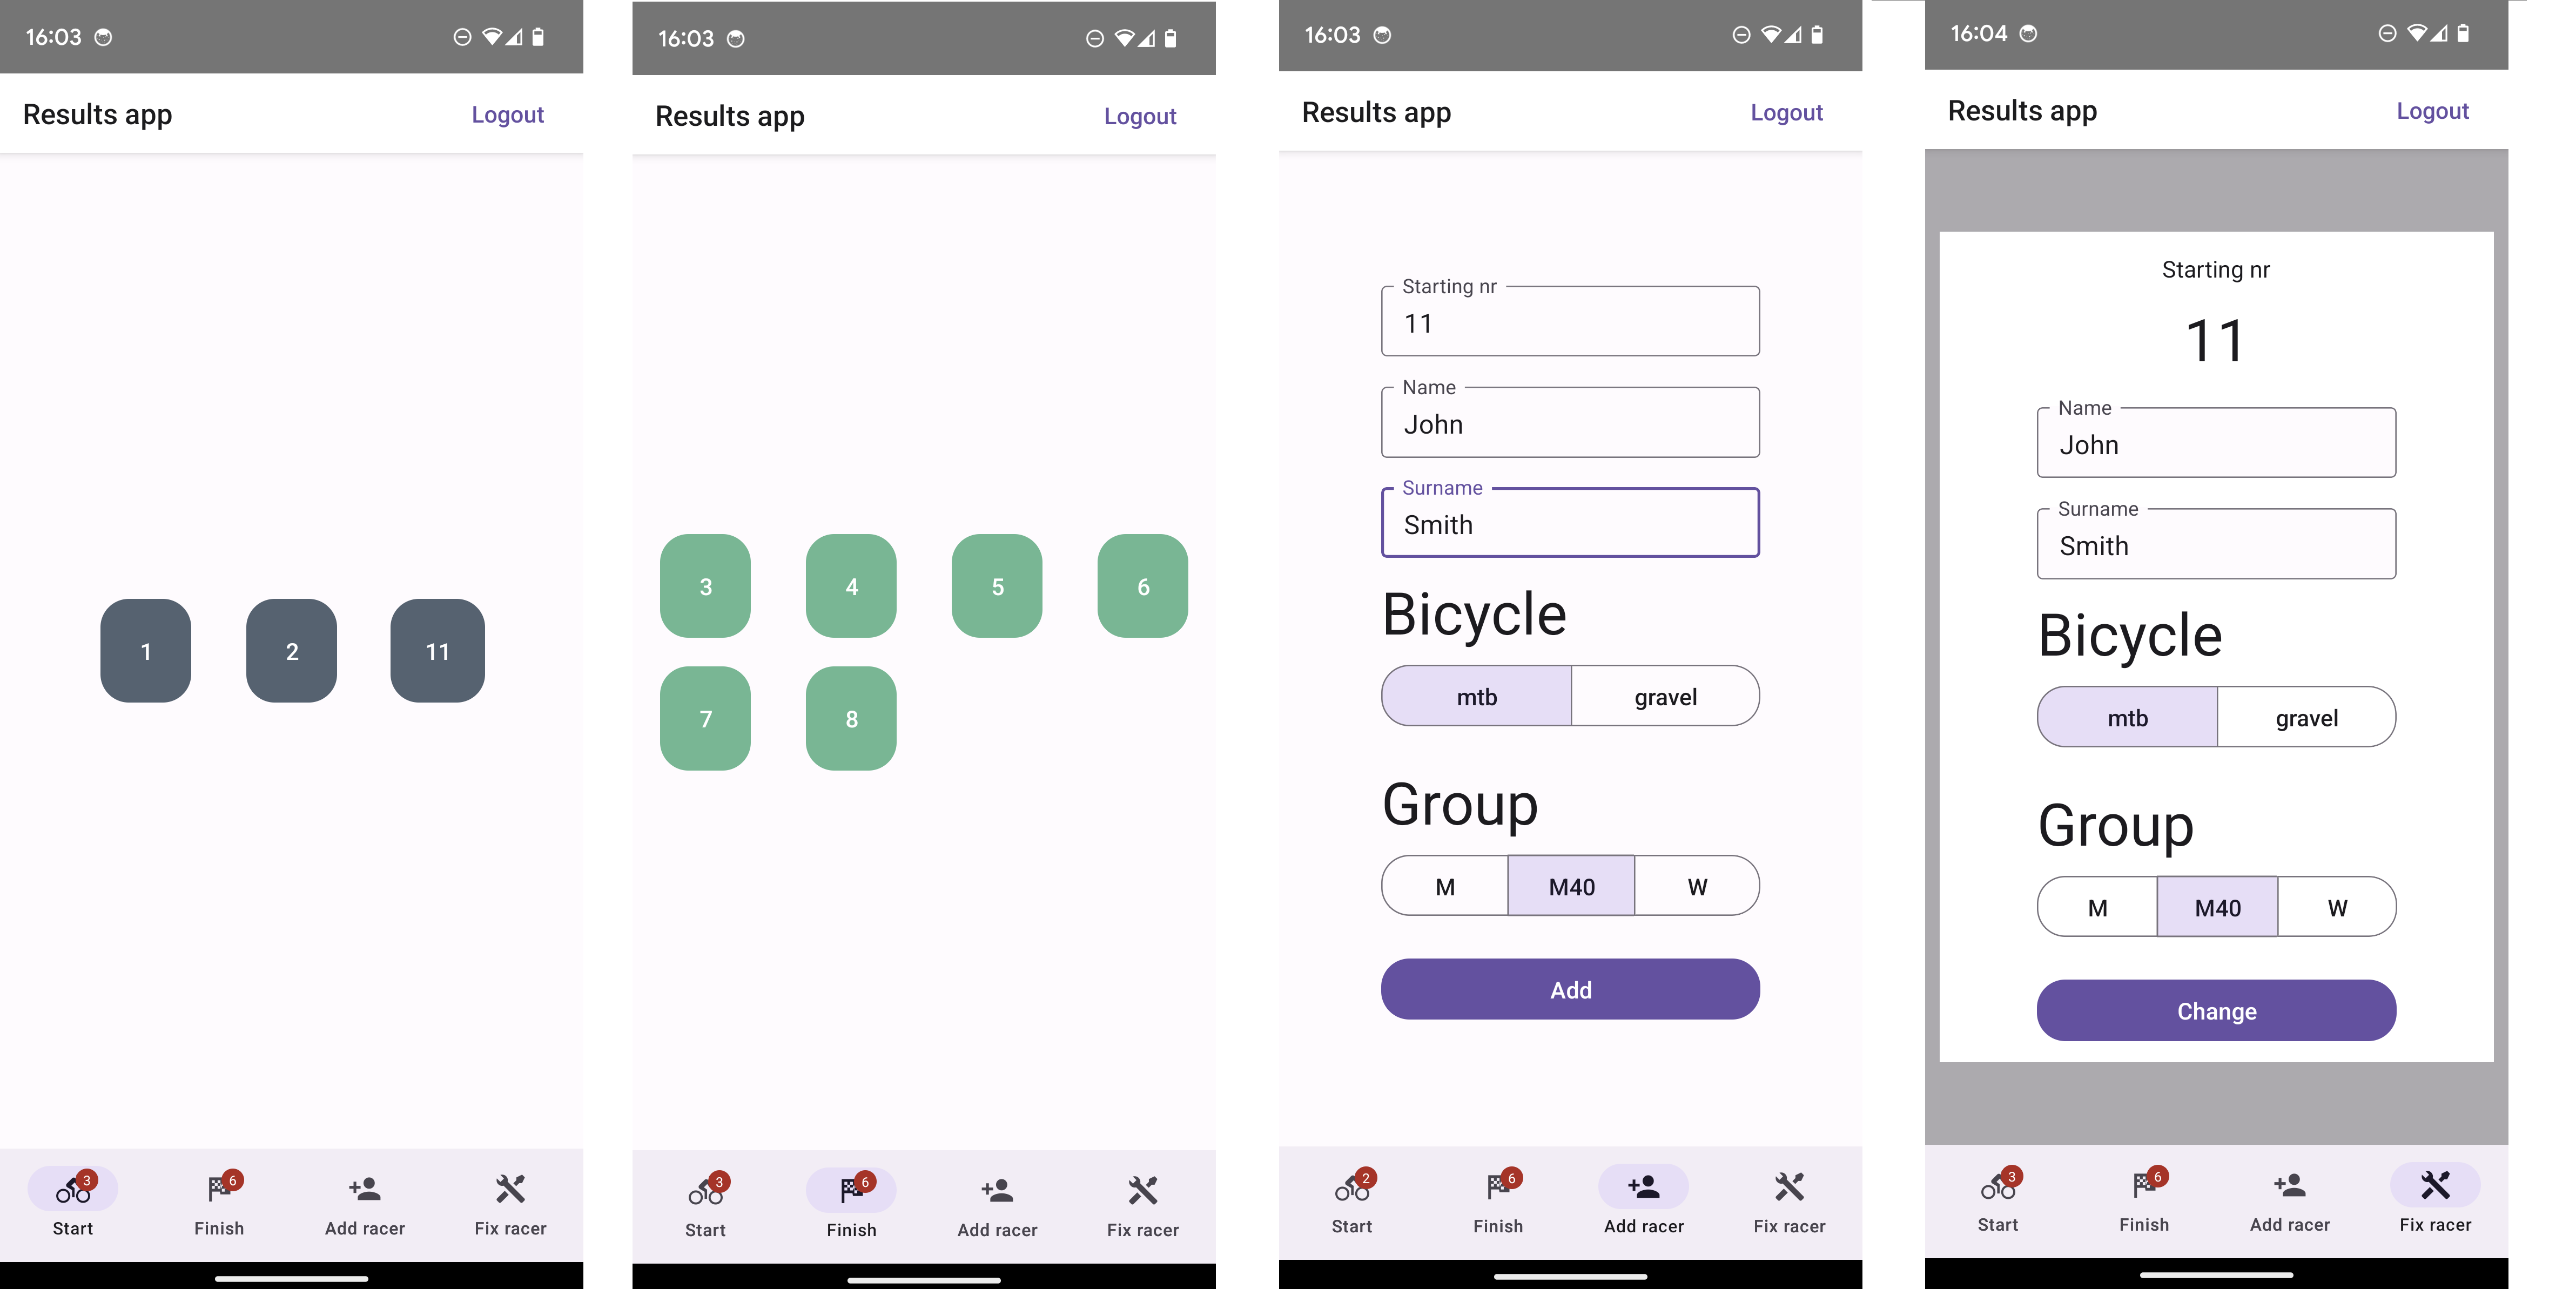 16:03
Results app Logout
1 2 11
3 6
Start Finish Add racer Fix racer
16:03
Results app Logout
3 4 5 6
7 8
3 6
Start Finish Add racer Fix racer
16:03
Results app Logout
Starting nr
11
Name
John
Surname
Smith
Bicycle
mtb gravel
Group
M M40 W
Add
2 6
Start Finish Add racer Fix racer
16:04
Results app Logout
Starting nr
11
Name
John
Surname
Smith
Bicycle
mtb gravel
Group
M M40 W
Change
3 6
Start Finish Add racer Fix racer